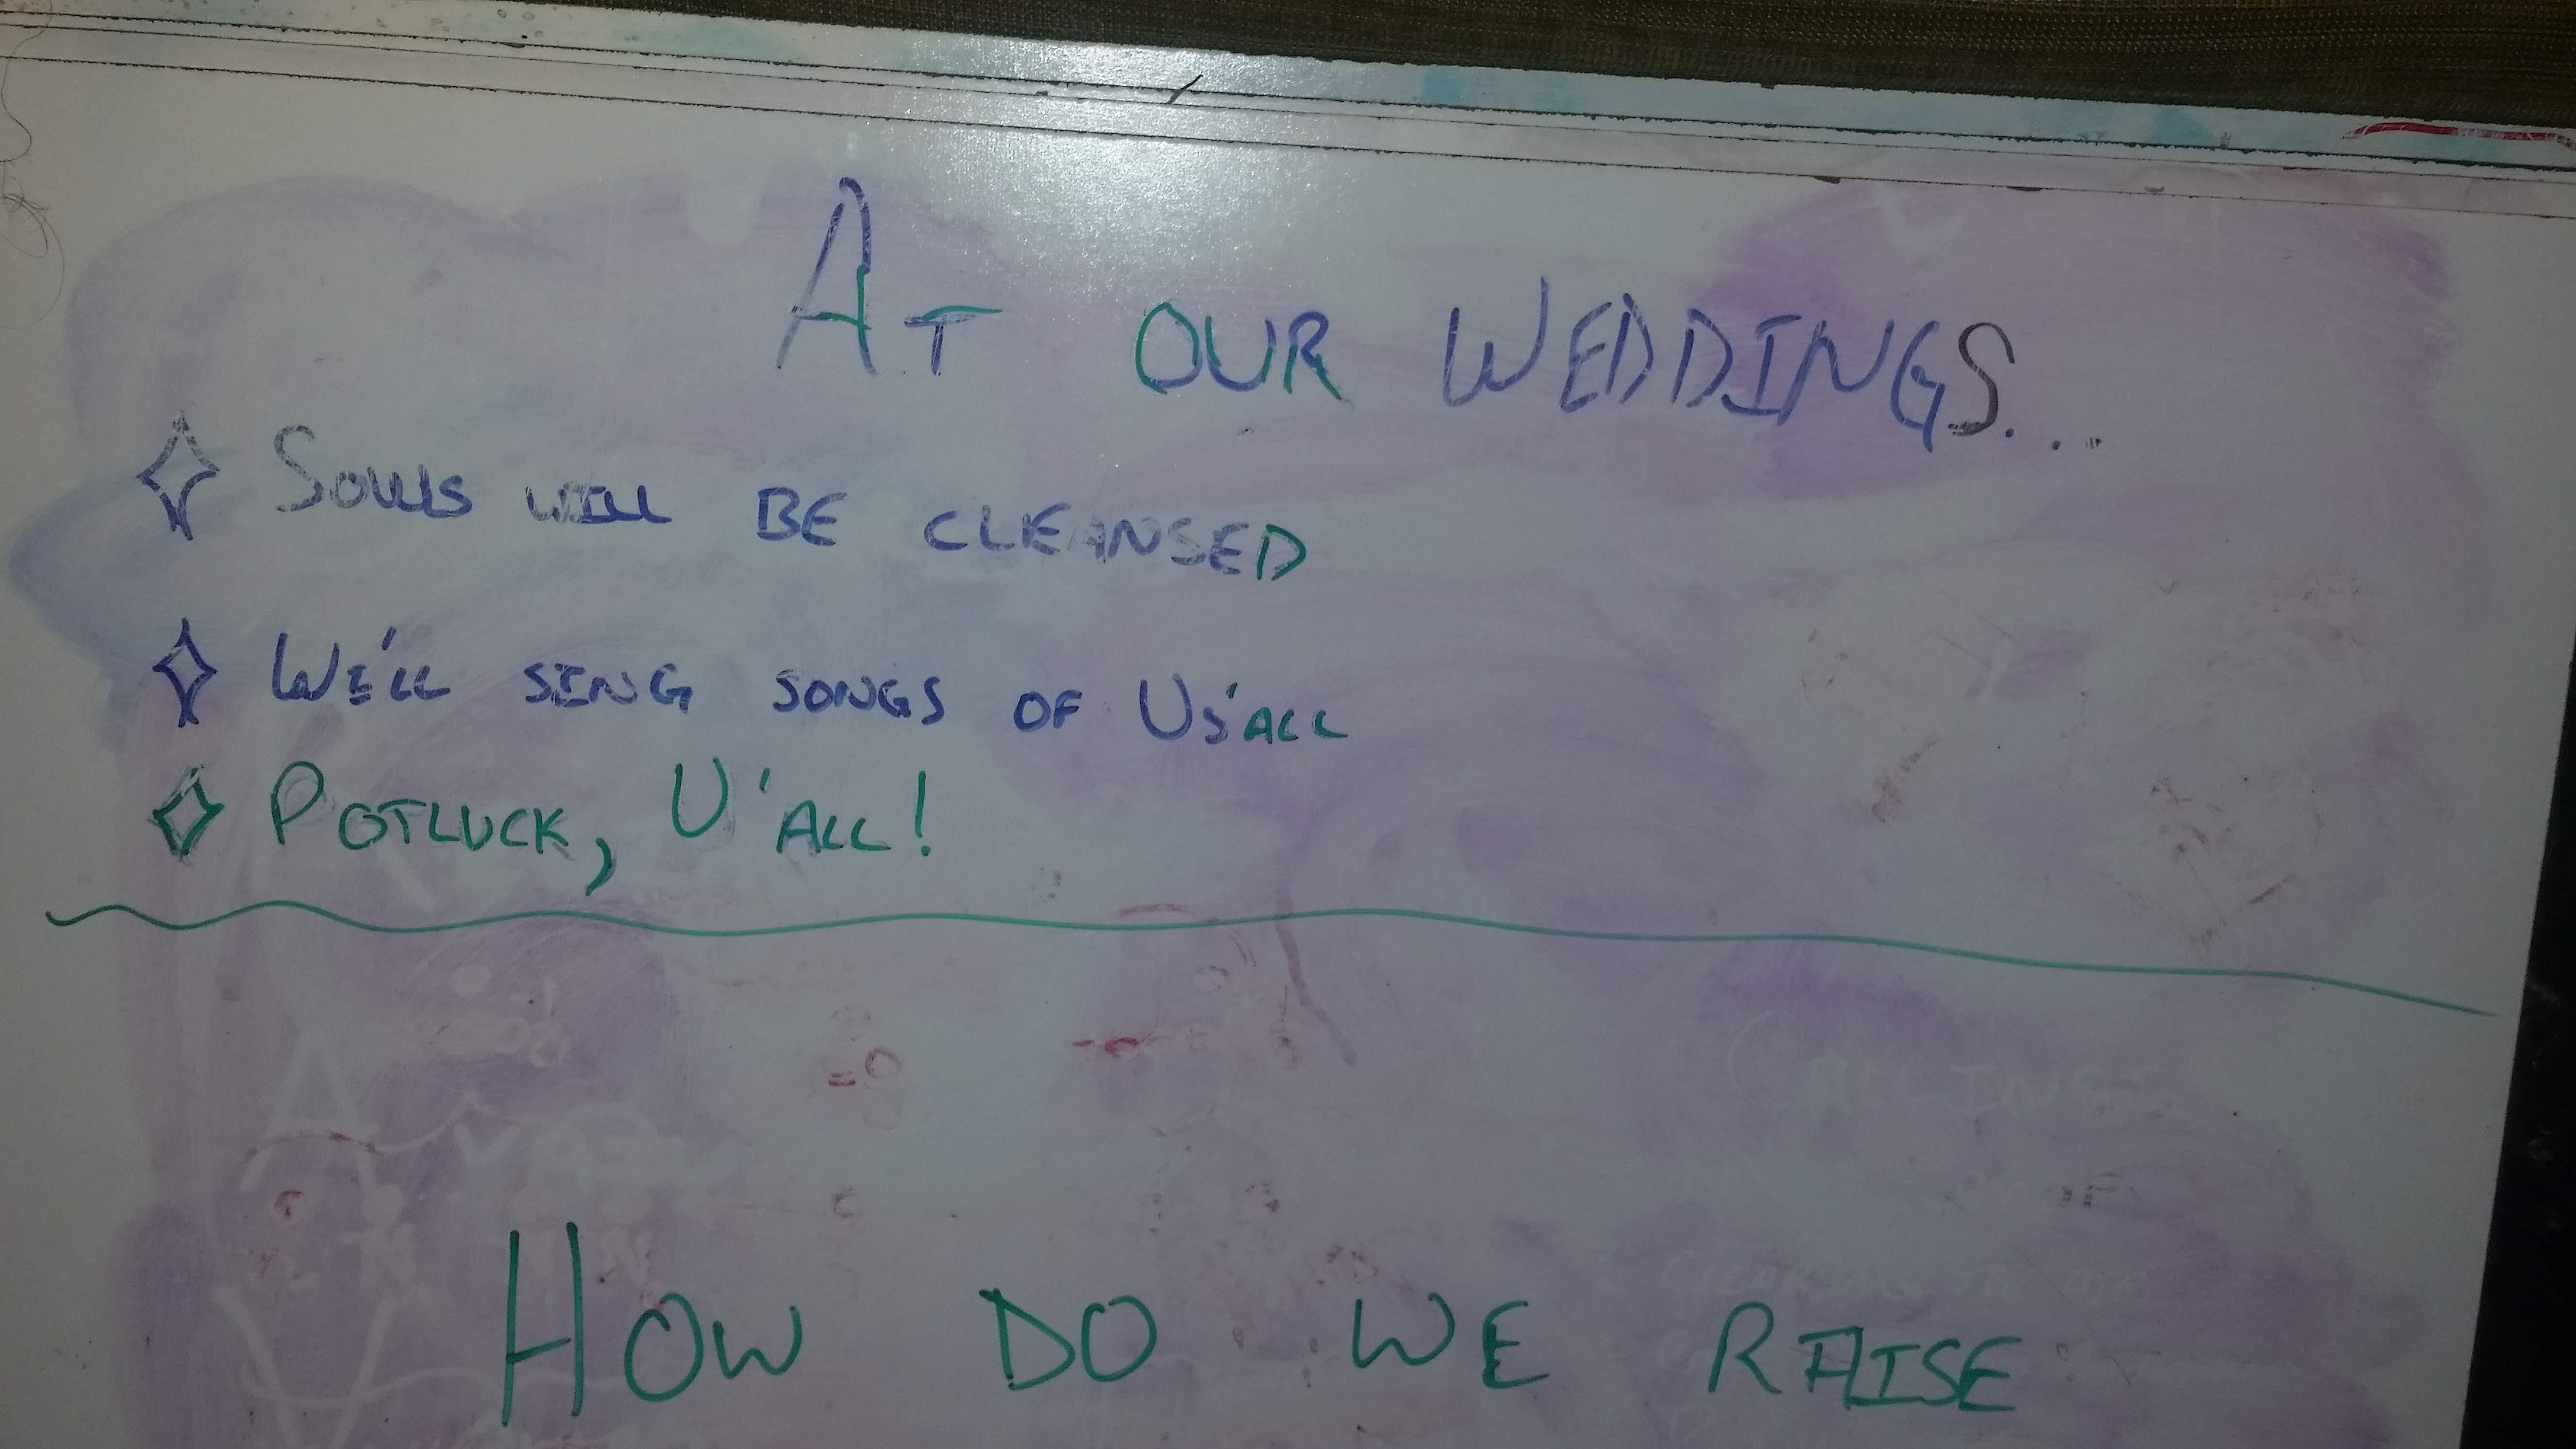 At our Weddings...
Souls will be cleansed
We'll sing songs of Us'all
Potluck, U'all!
How do we raise